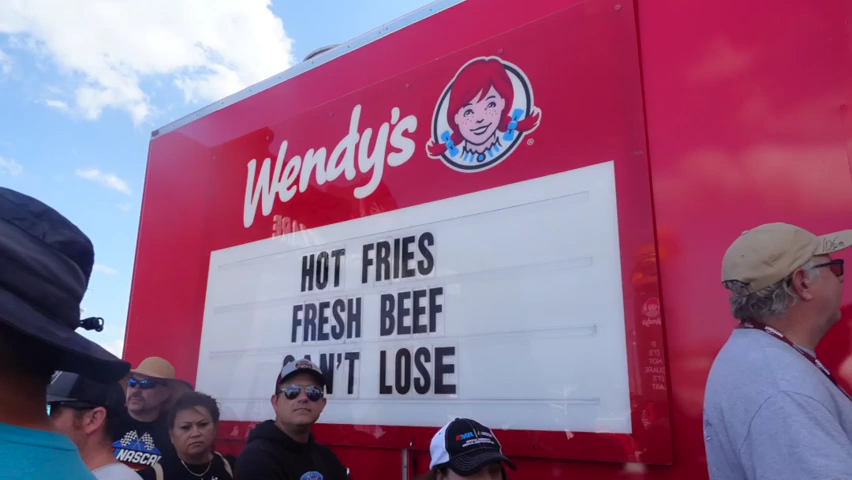 Wendy's
HOT FRIES
FRESH BEEF
CAN'T LOSE
NASCAR